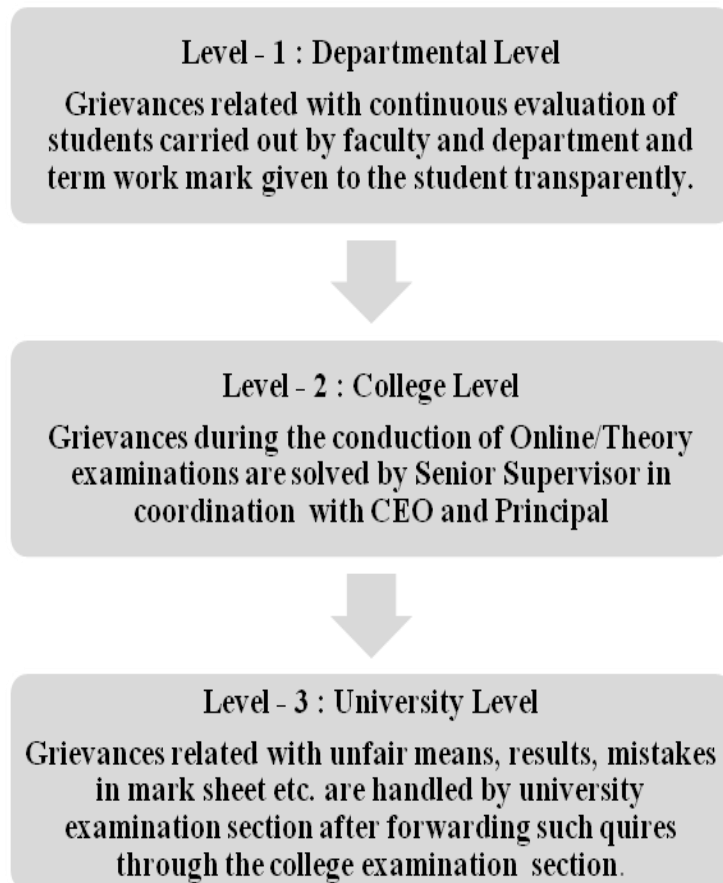 Level - 1 : Departmental Level
Grievances related with continuous evaluation of
students carried out by faculty and department and
term work mark given to the student transparently.
Level - 2 : College Level
Grievances during the conduction of Online/Theory
examinations are solved by Senior Supervisor in
coordination with CEO and Principal
Level - 3 : University Level
Grievances related with unfair means, results, mistakes
in mark sheet etc. are handled by university
examination section after forwarding such quires
through the college examination section.